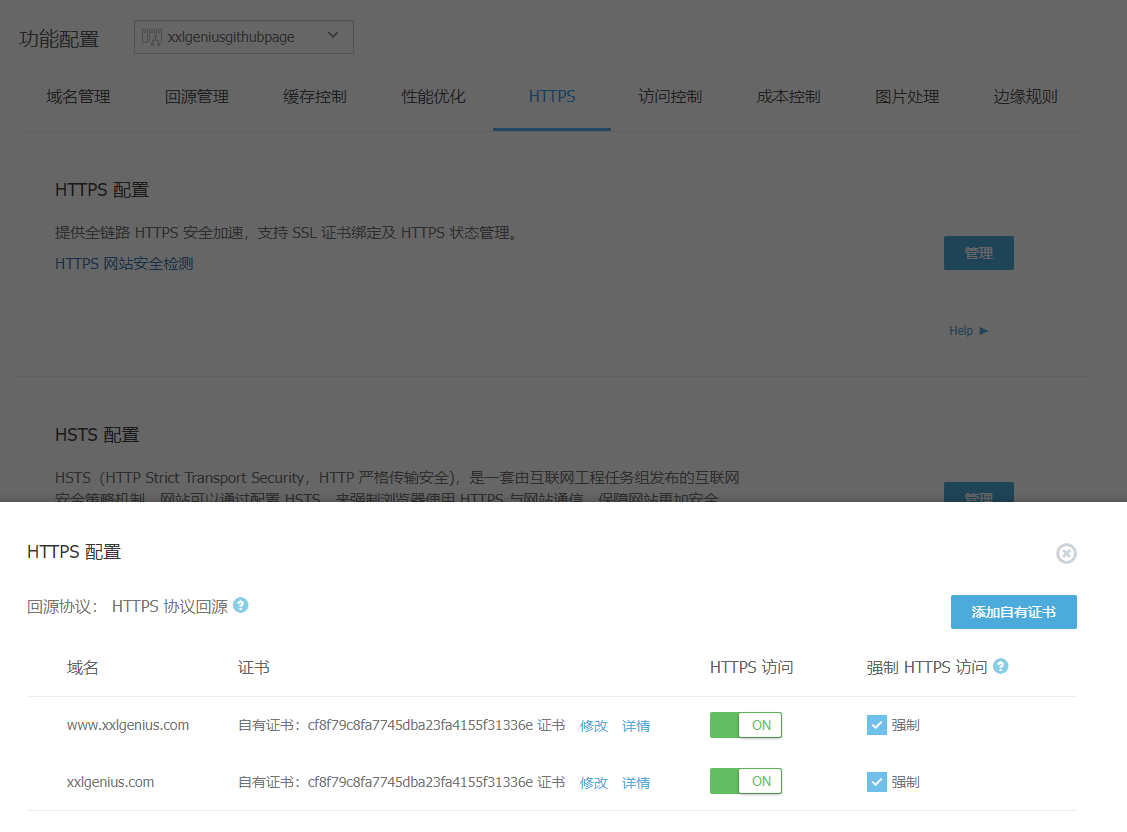 功能配置 xxlgeniusgithubpage
域名管理 回源管理 缓存控制 性能优化 HTTPS 访问控制 成本控制 图片处理 边缘规则
HTTPS 配置
提供全链路 HTTPS 安全加速，支持 SSL 证书绑定及 HTTPS 状态管理。
管理
HTTPS 网站安全检测
Help ▶
HSTS 配置
HSTS（HTTP Strict Transport Security，HTTP 严格传输安全），是一套由互联网工程任务组发布的互联网
安全策略机制。网站可以通过配置 HSTS，来强制浏览器使用 HTTPS 与网站通信，保障网站更加安全
管理
HTTPS 配置
回源协议： HTTPS 协议回源 ?
添加自有证书
域名 证书 HTTPS 访问 强制 HTTPS 访问 ?
www.xxlgenius.com 自有证书：cf8f79c8fa7745dba23fa4155f31336e 证书 修改 详情 ON 强制
xxlgenius.com 自有证书：cf8f79c8fa7745dba23fa4155f31336e 证书 修改 详情 ON 强制